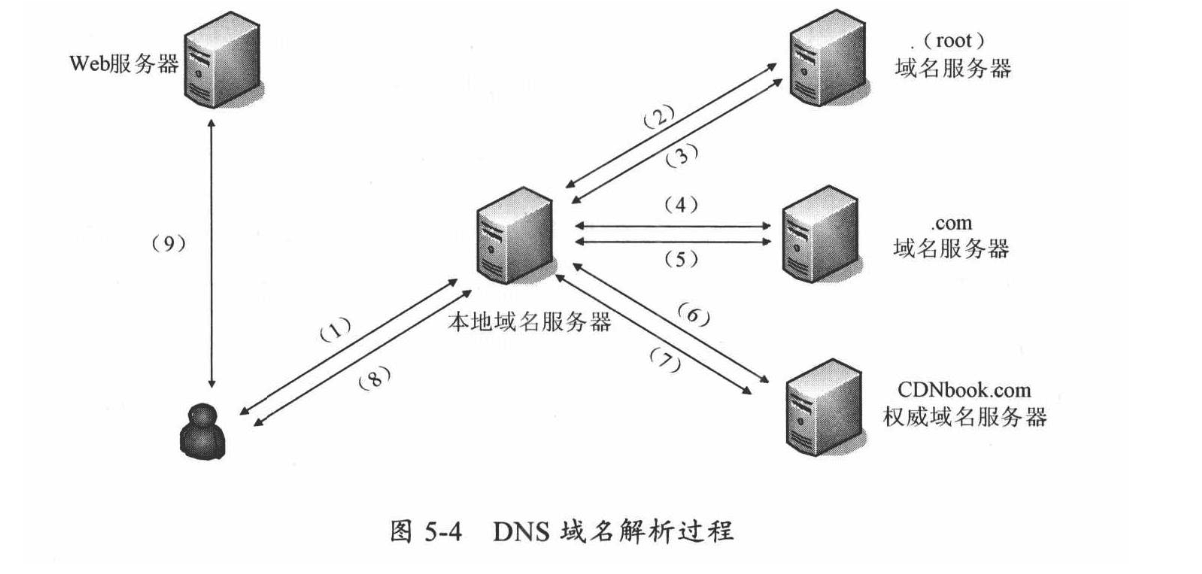 Web服务器
.（root）
域名服务器
（2）
（3）
（4）
.com
域名服务器
（5）
（9）
（1）
本地域名服务器
（6）
（8）
（7）
CDNbook.com
权威域名服务器
图 5-4 DNS 域名解析过程